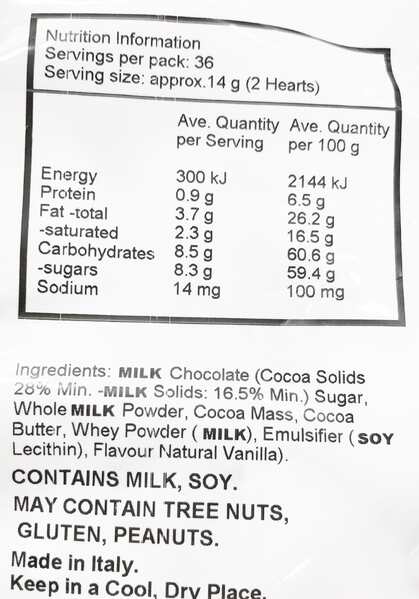 Nutrition Information
Servings per pack: 36
Serving size: approx.14 g (2 Hearts)
Ave. Quantity Ave. Quantity
per Serving per 100 g
Energy 300 kJ 2144 kJ
Protein 0.9 g 6.5 g
Fat -total 3.7 g 26.2 g
-saturated 2.3 g 16.5 g
Carbohydrates 8.5 g 60.6 g
-sugars 8.3 g 59.4 g
Sodium 14 mg 100 mg
Ingredients: MILK Chocolate (Cocoa Solids
28% Min. -MILK Solids: 16.5% Min.) Sugar,
Whole MILK Powder, Cocoa Mass, Cocoa
Butter, Whey Powder ( MILK), Emulsifier ( SOY
Lecithin), Flavour Natural Vanilla).
CONTAINS MILK, SOY.
MAY CONTAIN TREE NUTS,
GLUTEN, PEANUTS.
Made in Italy.
Keep in a Cool, Dry Place.